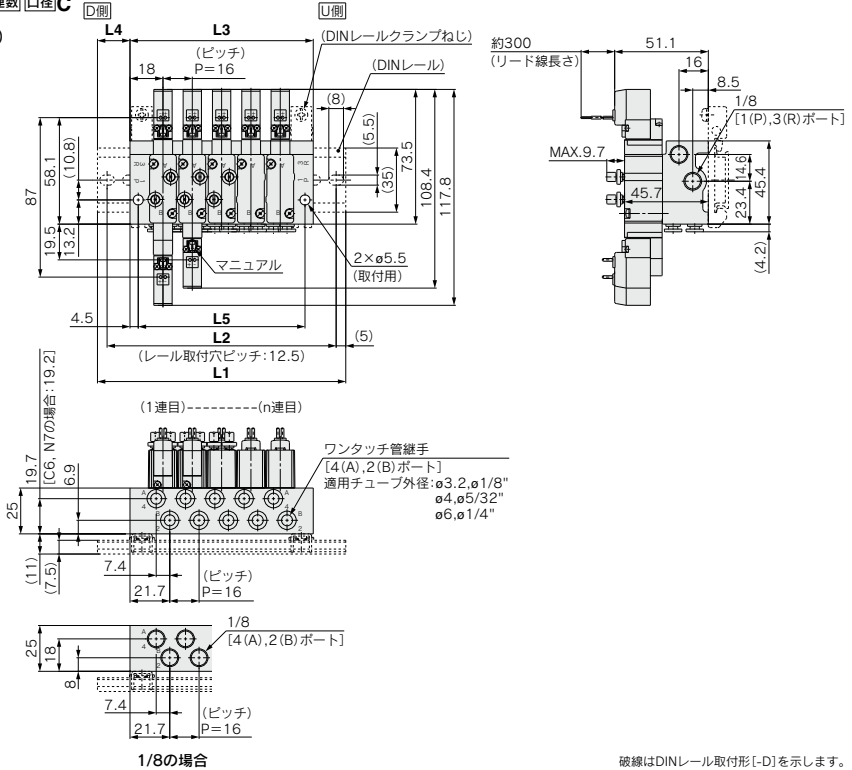 連数 口径 C
D側
U側
L4
L3
(DINレールクランプねじ)
(ピッチ)
18
P=16
(DINレール)
(8)
(5.5)
(35)
73.5
108.4
117.8
87
58.1
(10.8)
19.5
13.2
マニュアル
2×ø5.5
(取付用)
4.5
L5
L2
(5)
(レール取付穴ピッチ:12.5)
L1
約300
(リード線長さ)
51.1
16
8.5
1/8
[1(P),3(R)ポート]
MAX.9.7
45.7
14.6
23.4
45.4
(4.2)
(1連目)---------(n連目)
[C6, N7の場合:19.2]
19.7
6.9
25
(11)
(7.5)
ワンタッチ管継手
[4(A),2(B)ポート]
適用チューブ外径:ø3.2,ø1/8"
ø4,ø5/32"
ø6,ø1/4"
7.4
(ピッチ)
21.7
P=16
1/8
[4(A),2(B)ポート]
25
18
8
7.4
(ピッチ)
21.7
P=16
1/8の場合
破線はDINレール取付形[-D]を示します。